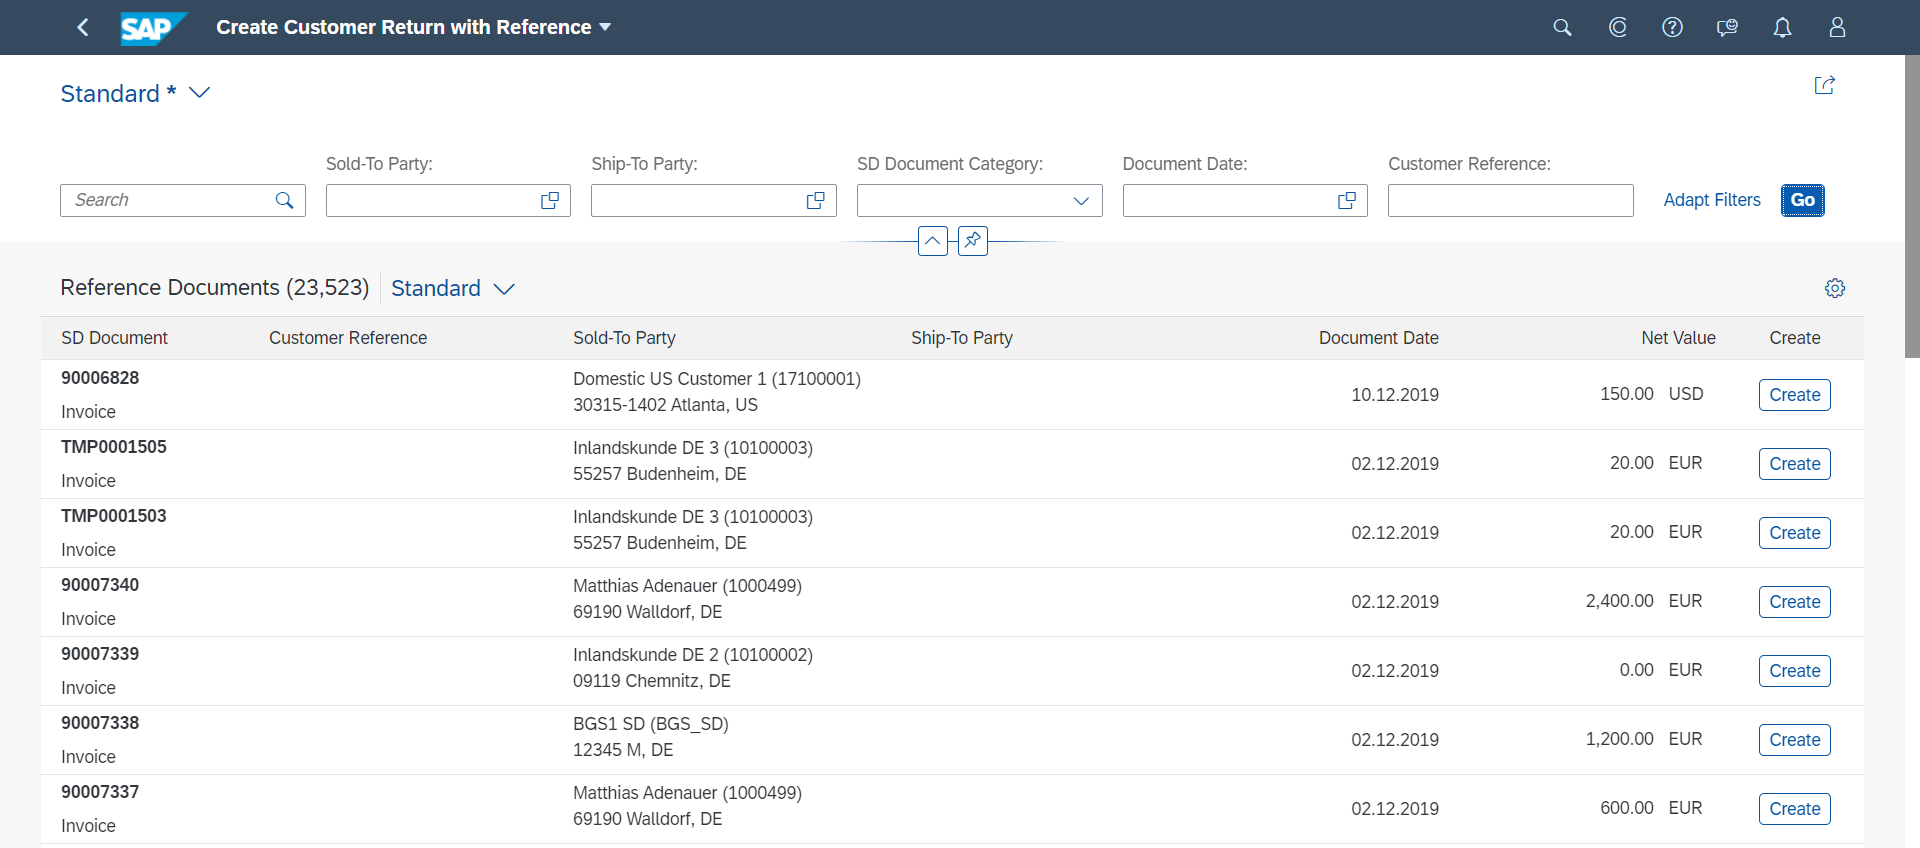 SAP Create Customer Return with Reference
Standard *
Sold-To Party: Ship-To Party: SD Document Category: Document Date: Customer Reference:
Search Adapt Filters Go
Reference Documents (23,523) Standard
SD Document Customer Reference Sold-To Party Ship-To Party Document Date Net Value Create
90006828 Domestic US Customer 1 (17100001)
Invoice 30315-1402 Atlanta, US 10.12.2019 150.00 USD Create
TMP0001505 Inlandskunde DE 3 (10100003)
Invoice 55257 Budenheim, DE 02.12.2019 20.00 EUR Create
TMP0001503 Inlandskunde DE 3 (10100003)
Invoice 55257 Budenheim, DE 02.12.2019 20.00 EUR Create
90007340 Matthias Adenauer (1000499)
Invoice 69190 Walldorf, DE 02.12.2019 2,400.00 EUR Create
90007339 Inlandskunde DE 2 (10100002)
Invoice 09119 Chemnitz, DE 02.12.2019 0.00 EUR Create
90007338 BGS1 SD (BGS_SD)
Invoice 12345 M, DE 02.12.2019 1,200.00 EUR Create
90007337 Matthias Adenauer (1000499)
Invoice 69190 Walldorf, DE 02.12.2019 600.00 EUR Create